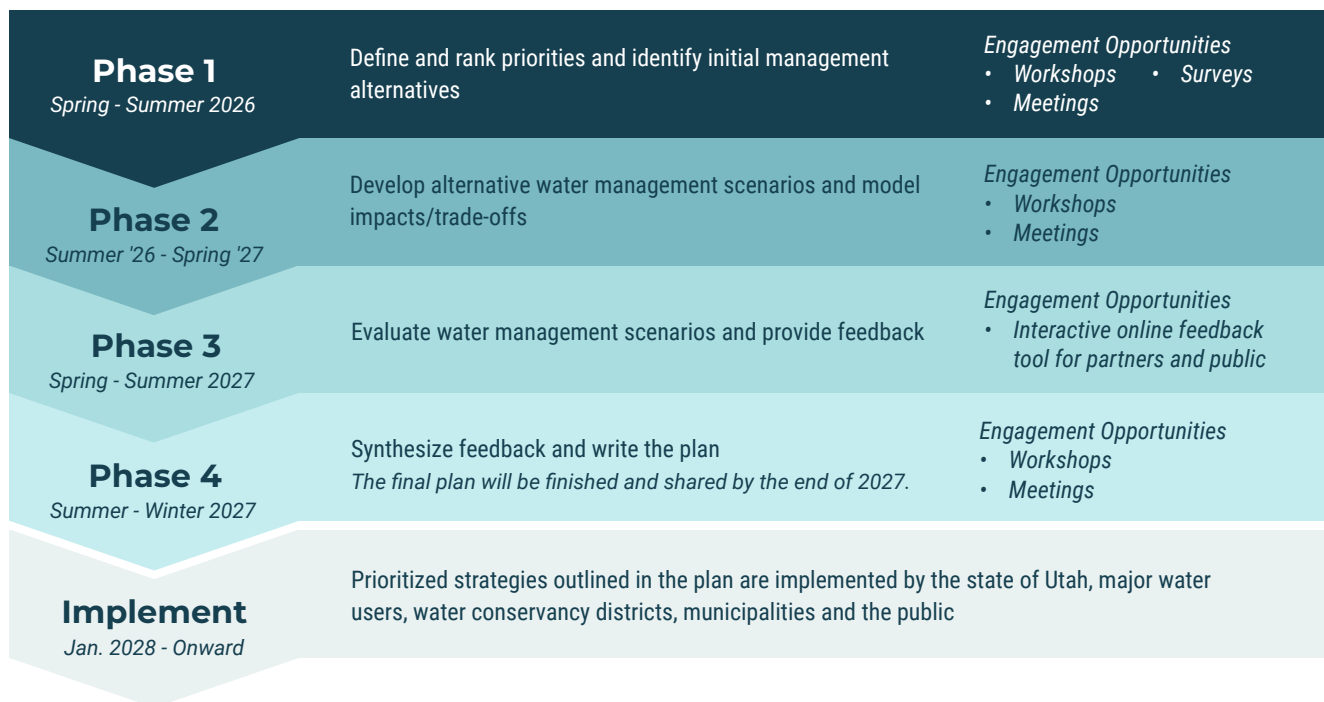 Phase 1
Spring - Summer 2026
Define and rank priorities and identify initial management
alternatives
Engagement Opportunities
• Workshops • Surveys
• Meetings
Phase 2
Summer '26 - Spring '27
Develop alternative water management scenarios and model
impacts/trade-offs
Engagement Opportunities
• Workshops
• Meetings
Phase 3
Spring - Summer 2027
Evaluate water management scenarios and provide feedback
Engagement Opportunities
• Interactive online feedback
tool for partners and public
Phase 4
Summer - Winter 2027
Synthesize feedback and write the plan
The final plan will be finished and shared by the end of 2027.
Engagement Opportunities
• Workshops
• Meetings
Implement
Jan. 2028 - Onward
Prioritized strategies outlined in the plan are implemented by the state of Utah, major water
users, water conservancy districts, municipalities and the public